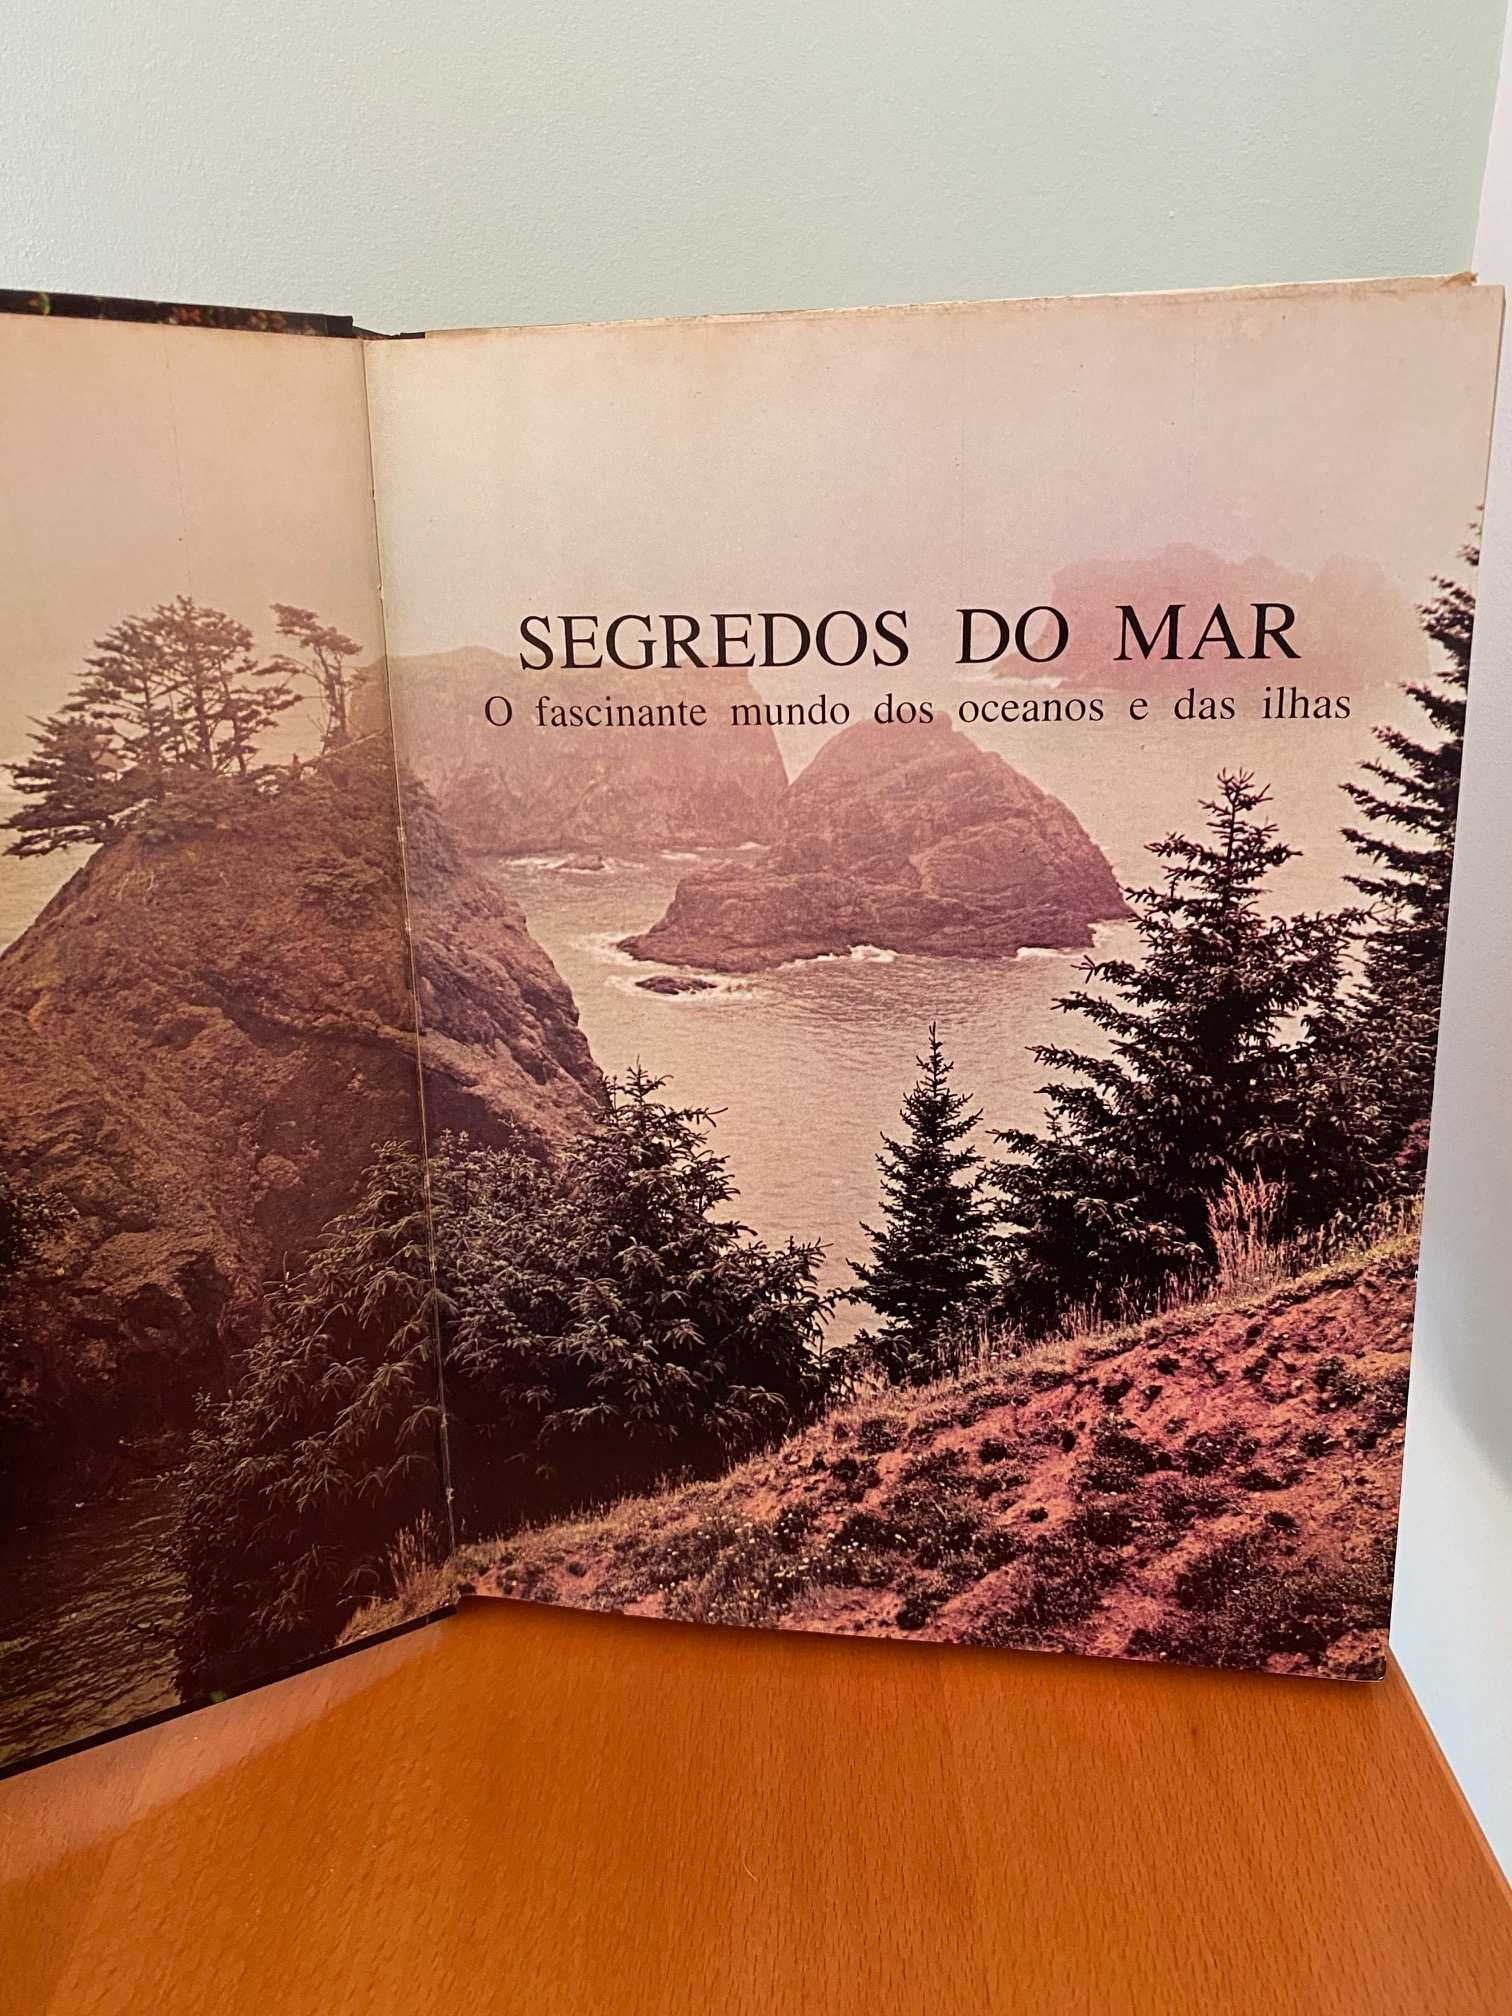 SEGREDOS DO MAR
O fascinante mundo dos oceanos e das ilhas